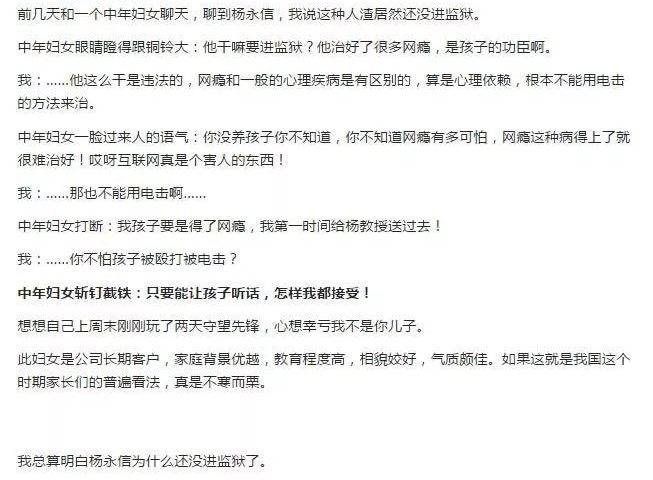 前几天和一个中年妇女聊天，聊到杨永信，我说这种人渣居然还没进监狱。
中年妇女眼睛瞪得跟铜铃大：他干嘛要进监狱？他治好了很多网瘾，是孩子的功臣啊。
我：……他这么干是违法的，网瘾和一般的心理疾病是有区别的，算是心理依赖，根本不能用电击
的方法来治。
中年妇女一脸过来人的语气：你没养孩子你不知道，你不知道网瘾有多可怕，网瘾这种病得上了就
很难治好！哎呀互联网真是个害人的东西！
我：……那也不能用电击啊……
中年妇女打断：我孩子要是得了网瘾，我第一时间给杨教授送过去！
我：……你不怕孩子被殴打被电击？
中年妇女斩钉截铁：只要能让孩子听话，怎样我都接受！
想想自己上周末刚刚玩了两天守望先锋，心想幸亏我不是你儿子。
此妇女是公司长期客户，家庭背景优越，教育程度高，相貌姣好，气质颇佳。如果这就是我国这个
时期家长们的普遍看法，真是不寒而栗。
我总算明白杨永信为什么还没进监狱了。